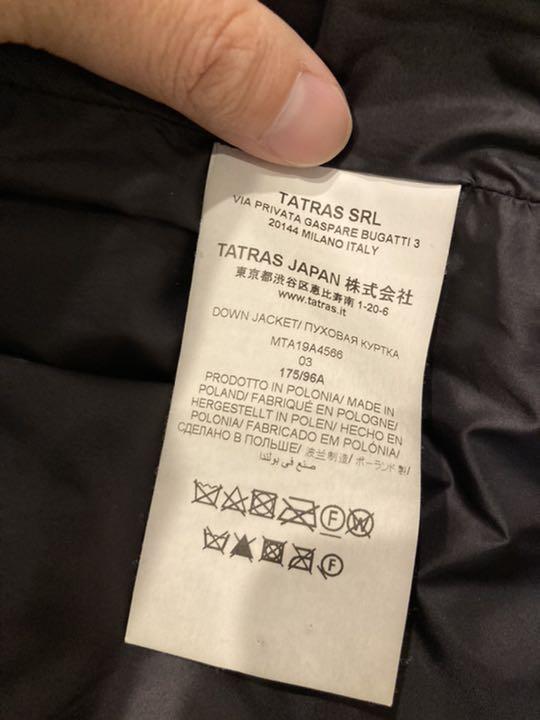 TATRAS SRL
VIA PRIVATA GASPARE BUGATTI 3
20144 MILANO ITALY
TATRAS JAPAN 株式会社
東京都渋谷区恵比寿南 1-20-6
www.tatras.it
DOWN JACKET/ ПУХОВАЯ КУРТКА
MTA19A4566
03
175/96A
PRODOTTO IN POLONIA/ MADE IN
POLAND/ FABRIQUÉ EN POLOGNE/
HERGESTELLT IN POLEN/ HECHO EN
POLONIA/ FABRICADO EM POLÓNIA/
СДЕЛАНО В ПОЛЬШЕ/ 波兰制造/ ポーランド製/
صنع في بولندا
F W
F